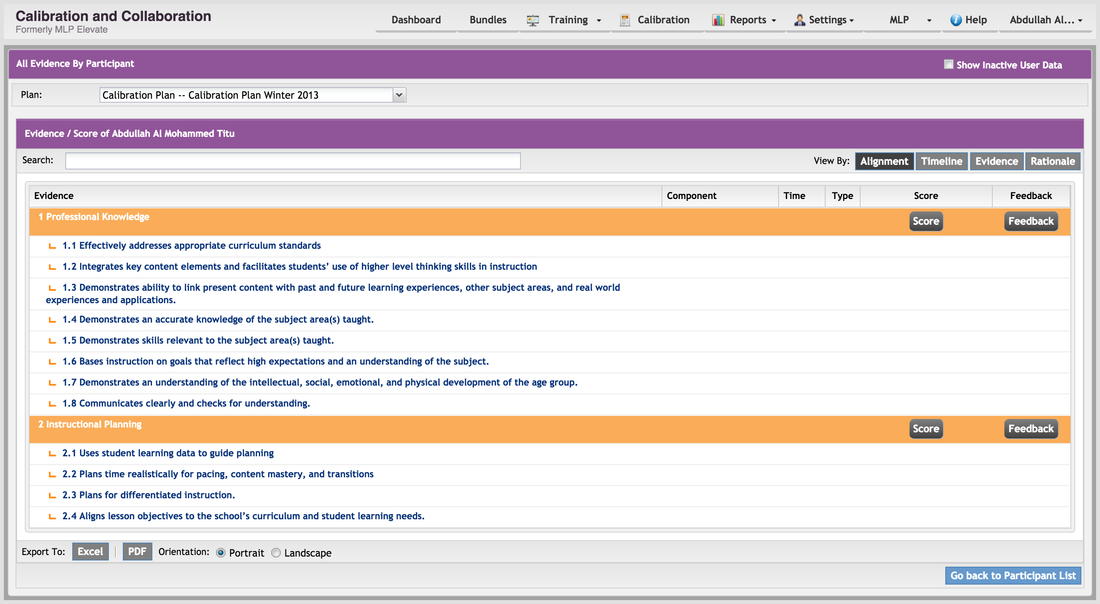 Calibration and Collaboration
Formerly MLP Elevate
Dashboard Bundles Training Calibration Reports Settings MLP Help Abdullah Al...
All Evidence By Participant Show Inactive User Data
Plan: Calibration Plan -- Calibration Plan Winter 2013
Evidence / Score of Abdullah Al Mohammed Titu
Search: View By: Alignment Timeline Evidence Rationale
Evidence Component Time Type Score Feedback
1 Professional Knowledge Score Feedback
1.1 Effectively addresses appropriate curriculum standards
1.2 Integrates key content elements and facilitates students’ use of higher level thinking skills in instruction
1.3 Demonstrates ability to link present content with past and future learning experiences, other subject areas, and real world
experiences and applications.
1.4 Demonstrates an accurate knowledge of the subject area(s) taught.
1.5 Demonstrates skills relevant to the subject area(s) taught.
1.6 Bases instruction on goals that reflect high expectations and an understanding of the subject.
1.7 Demonstrates an understanding of the intellectual, social, emotional, and physical development of the age group.
1.8 Communicates clearly and checks for understanding.
2 Instructional Planning Score Feedback
2.1 Uses student learning data to guide planning
2.2 Plans time realistically for pacing, content mastery, and transitions
2.3 Plans for differentiated instruction.
2.4 Aligns lesson objectives to the school’s curriculum and student learning needs.
Export To: Excel | PDF Orientation: Portrait Landscape
Go back to Participant List